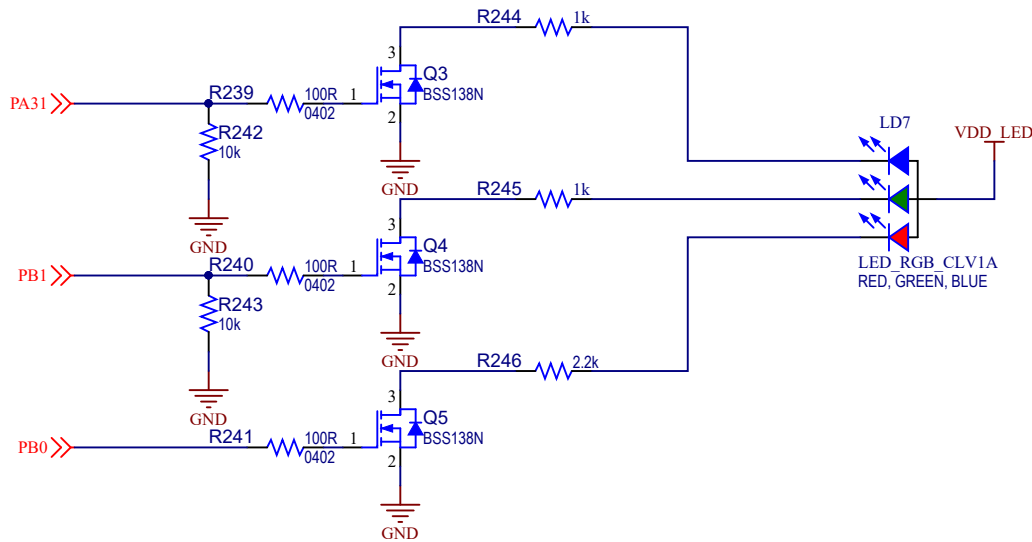 R244
1k
3
Q3
BSS138N
PA31
R239
100R
0402
1
2
R242
10k
GND
GND
LD7
VDD_LED
R245
1k
3
Q4
BSS138N
PB1
R240
100R
0402
1
2
R243
10k
GND
GND
LED_RGB_CLV1A
RED, GREEN, BLUE
R246
2.2k
3
Q5
BSS138N
PB0
R241
100R
0402
1
2
GND